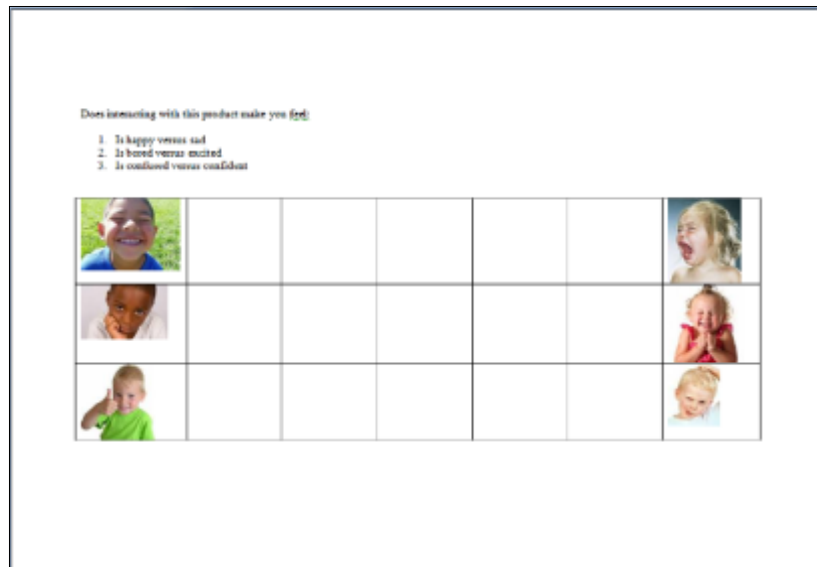 Does interacting with this product make you feel:
1. Is happy versus sad
2. Is bored versus excited
3. Is confused versus confident